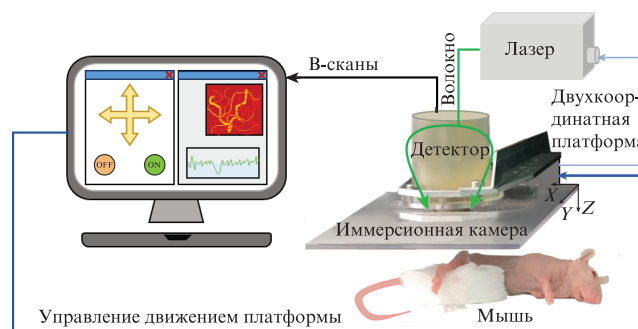 Лазер
В-сканы
Волокно
Двухкоор-
динатная
платформа
Детектор
OFF
ON
X
Y
Z
Иммерсионная камера
Управление движением платформы
Мышь